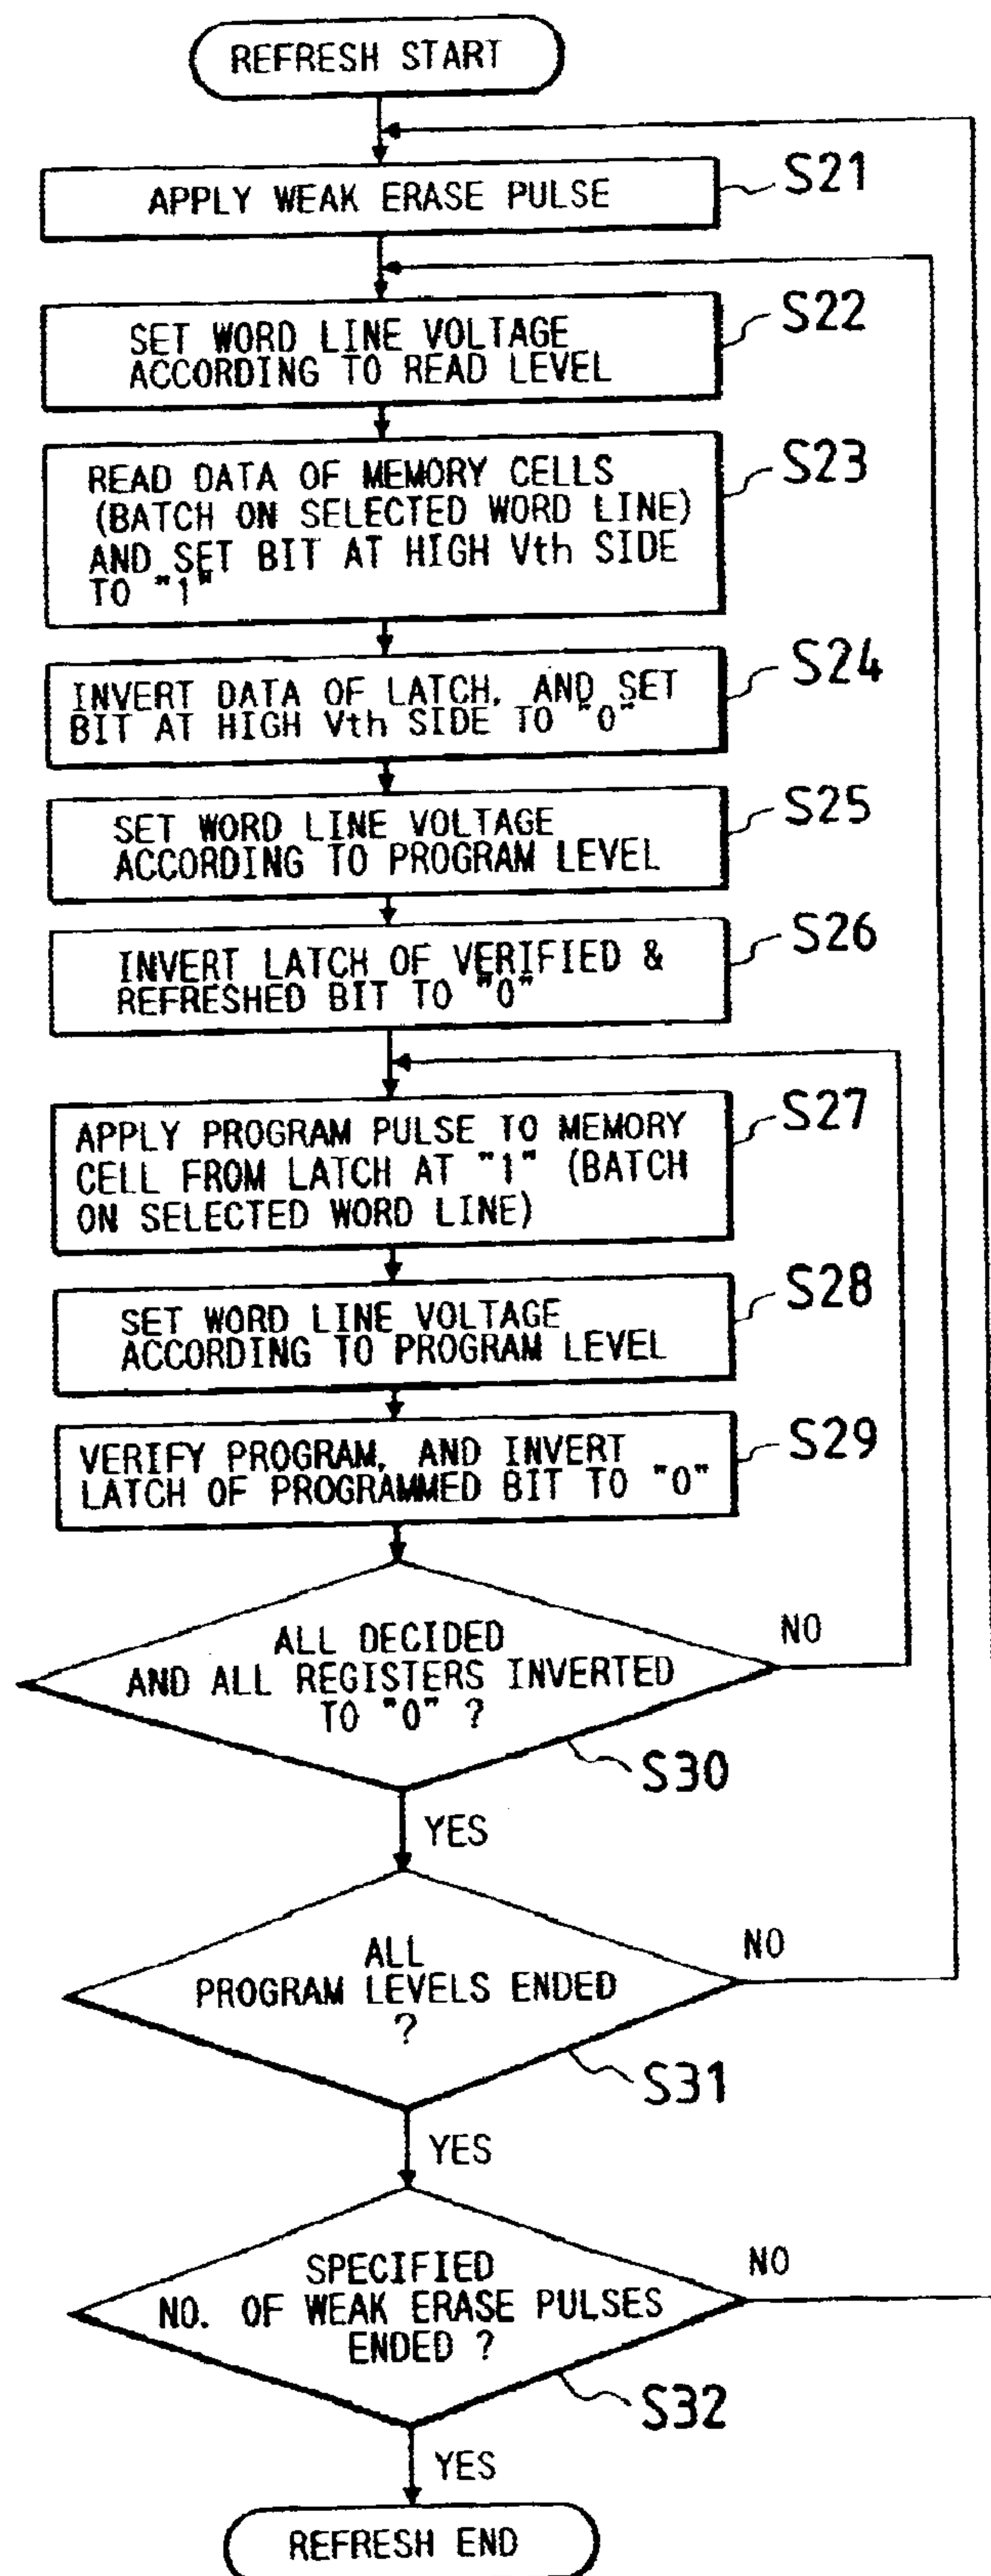 REFRESH START
APPLY WEAK ERASE PULSE
S21
SET WORD LINE VOLTAGE
ACCORDING TO READ LEVEL
S22
READ DATA OF MEMORY CELLS
(BATCH ON SELECTED WORD LINE)
AND SET BIT AT HIGH Vth SIDE
TO "1"
S23
INVERT DATA OF LATCH, AND SET
BIT AT HIGH Vth SIDE TO "0"
S24
SET WORD LINE VOLTAGE
ACCORDING TO PROGRAM LEVEL
S25
INVERT LATCH OF VERIFIED &
REFRESHED BIT TO "0"
S26
APPLY PROGRAM PULSE TO MEMORY
CELL FROM LATCH AT "1" (BATCH
ON SELECTED WORD LINE)
S27
SET WORD LINE VOLTAGE
ACCORDING TO PROGRAM LEVEL
S28
VERIFY PROGRAM, AND INVERT
LATCH OF PROGRAMMED BIT TO "0"
S29
ALL DECIDED
AND ALL REGISTERS INVERTED
TO "0" ?
NO
S30
YES
ALL
PROGRAM LEVELS ENDED
?
NO
S31
YES
SPECIFIED
NO. OF WEAK ERASE PULSES
ENDED ?
NO
S32
YES
REFRESH END